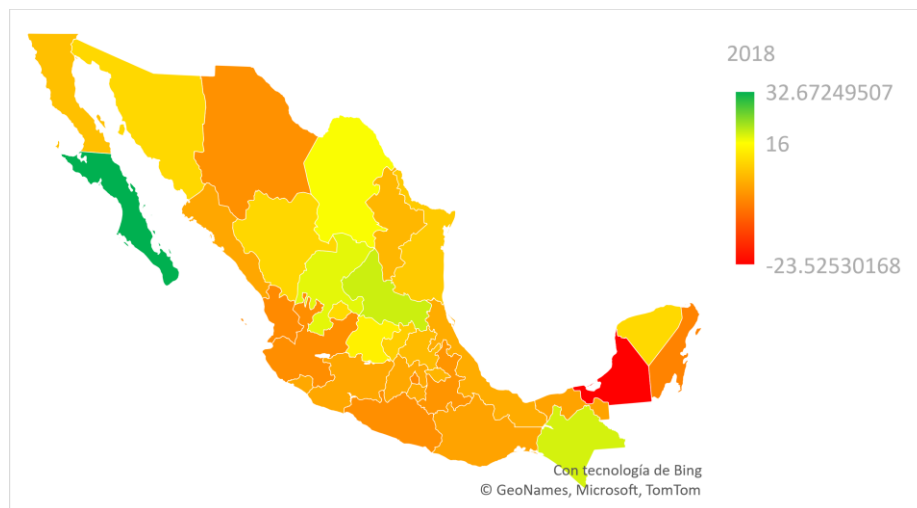 2018
32.67249507
16
-23.52530168
Con tecnología de Bing
© GeoNames, Microsoft, TomTom